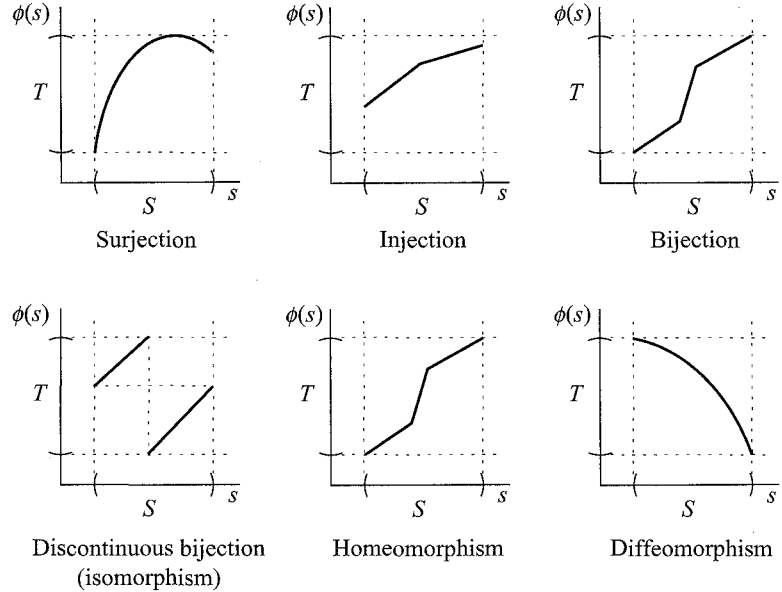 ϕ(s) ϕ(s) ϕ(s)
T T T
( ) ( ) ( )
S s S s S s
Surjection Injection Bijection
ϕ(s) ϕ(s) ϕ(s)
T T T
( ) ( ) ( )
S s S s S s
Discontinuous bijection Homeomorphism Diffeomorphism
(isomorphism)